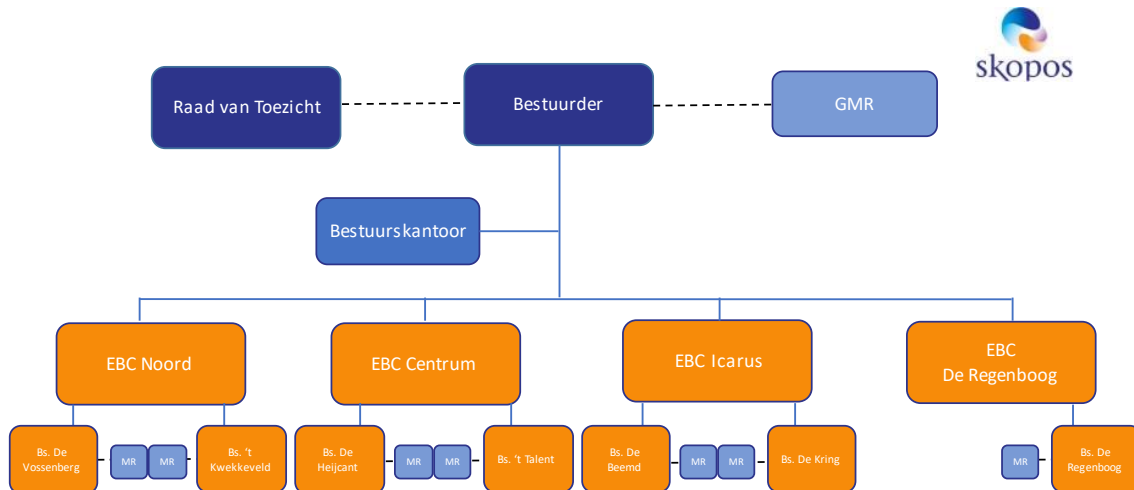 skopos
Raad van Toezicht
Bestuurder
GMR
Bestuurskantoor
EBC Noord
EBC Centrum
EBC Icarus
EBC
De Regenboog
Bs. De
Vossenberg
MR
MR
Bs. ‘t
Kwekkeveld
Bs. De
Heijcant
MR
MR
Bs. ‘t Talent
Bs. De
Beemd
MR
MR
Bs. De Kring
MR
Bs. De
Regenboog